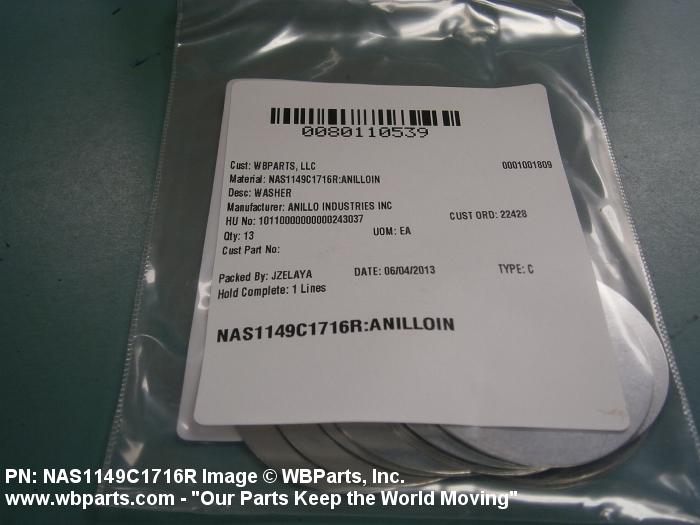 0080110539
Cust: WBPARTS, LLC 0001001809
Material: NAS1149C1716R:ANILLOIN
Desc: WASHER
Manufacturer: ANILLO INDUSTRIES INC
HU No: 10110000000000243037 CUST ORD: 22428
Qty: 13 UOM: EA
Cust Part No:
Packed By: JZELAYA DATE: 06/04/2013 TYPE: C
Hold Complete: 1 Lines
NAS1149C1716R:ANILLOIN
PN: NAS1149C1716R Image © WBParts, Inc.
www.wbparts.com - "Our Parts Keep the World Moving"